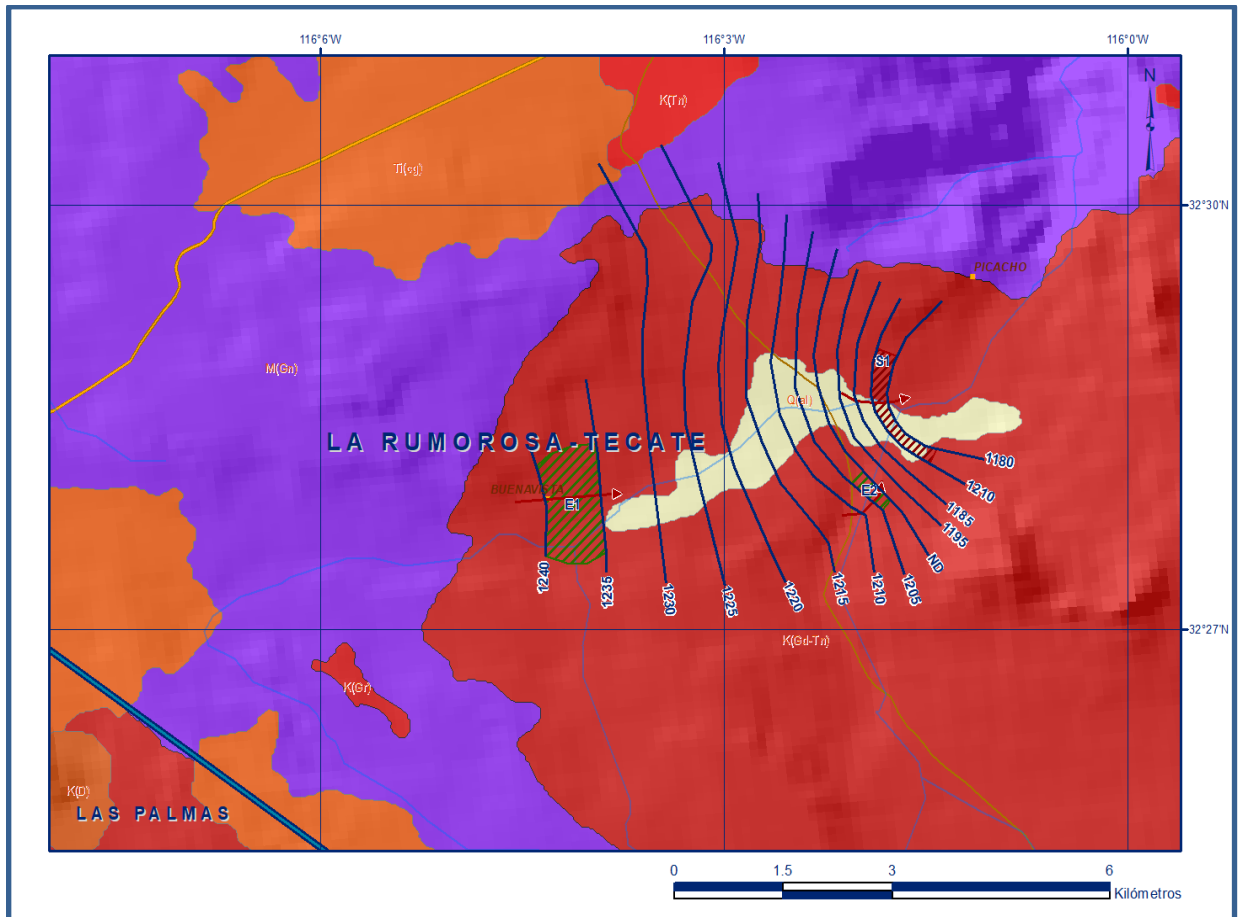 116°6'W
116°3'W
116°0'W
N
K(Tn)
Tl(cg)
32°30'N
PICACHO
M(Gn)
S1
Q(al)
LA RUMOROSA-TECATE
1180
BUENAVISTA
E1
E2
1210
1185
1195
ND
1240
1235
1230
1225
1220
1215
1210
1205
32°27'N
K(Gd-Tn)
K(Gr)
K(D)
LAS PALMAS
0
1.5
3
6
Kilómetros